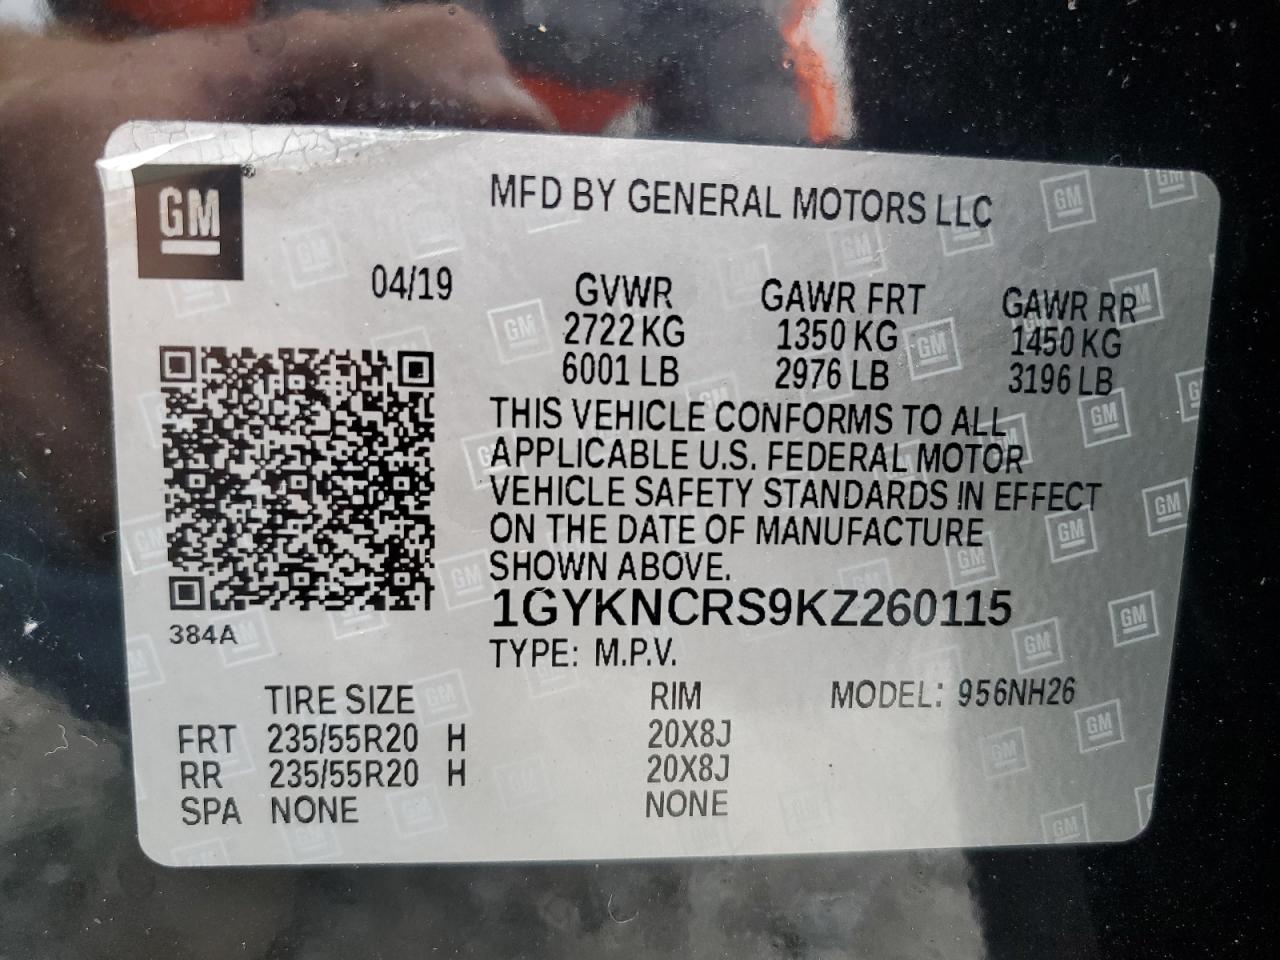 GM
MFD BY GENERAL MOTORS LLC
04/19
GVWR GAWR FRT GAWR RR
2722 KG 1350 KG 1450 KG
6001 LB 2976 LB 3196 LB
THIS VEHICLE CONFORMS TO ALL
APPLICABLE U.S. FEDERAL MOTOR
VEHICLE SAFETY STANDARDS IN EFFECT
ON THE DATE OF MANUFACTURE
SHOWN ABOVE.
1GYKNCRS9KZ260115
384A
TYPE: M.P.V.
TIRE SIZE RIM MODEL: 956NH26
FRT 235/55R20 H 20X8J
RR 235/55R20 H 20X8J
SPA NONE NONE